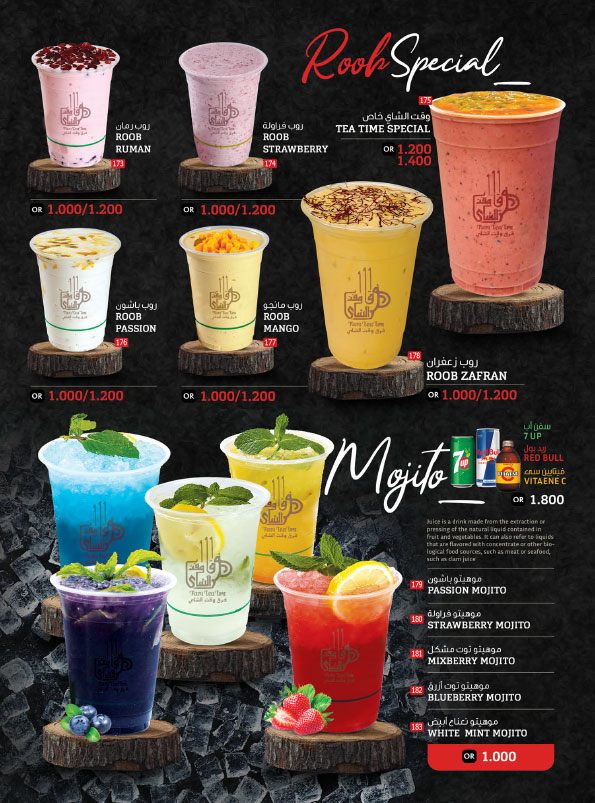 Roob Special
روب رمان
ROOB
RUMAN
173
OR 1.000/1.200
روب فراولة
ROOB
STRAWBERRY
174
OR 1.000/1.200
175
وقت الشاي خاص
TEA TIME SPECIAL
OR 1.200
1.400
روب باشون
ROOB
PASSION
176
OR 1.000/1.200
روب مانجو
ROOB
MANGO
177
OR 1.000/1.200
178
روب زعفران
ROOB ZAFRAN
OR 1.000/1.200
Mojito
سفن أب
7 UP
ريد بول
RED BULL
فيتامين سي
VITAENE C
OR 1.800
Juice is a drink made from the extraction or
pressing of the natural liquid contained in
fruit and vegetables. It can also refer to liquids
that are flavored with concentrate or other bio-
logical food sources, such as meat or seafood,
such as clam juice
179
موهيتو باشون
PASSION MOJITO
180
موهيتو فراولة
STRAWBERRY MOJITO
181
موهيتو توت مشكل
MIXBERRY MOJITO
182
موهيتو توت أزرق
BLUEBERRY MOJITO
183
موهيتو نعناع أبيض
WHITE MINT MOJITO
OR 1.000